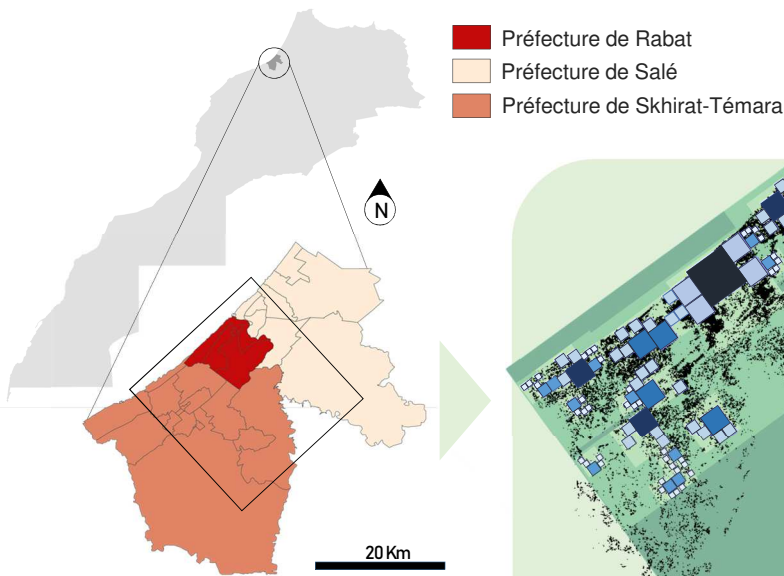 Préfecture de Rabat
Préfecture de Salé
Préfecture de Skhirat-Témara
N
20 Km